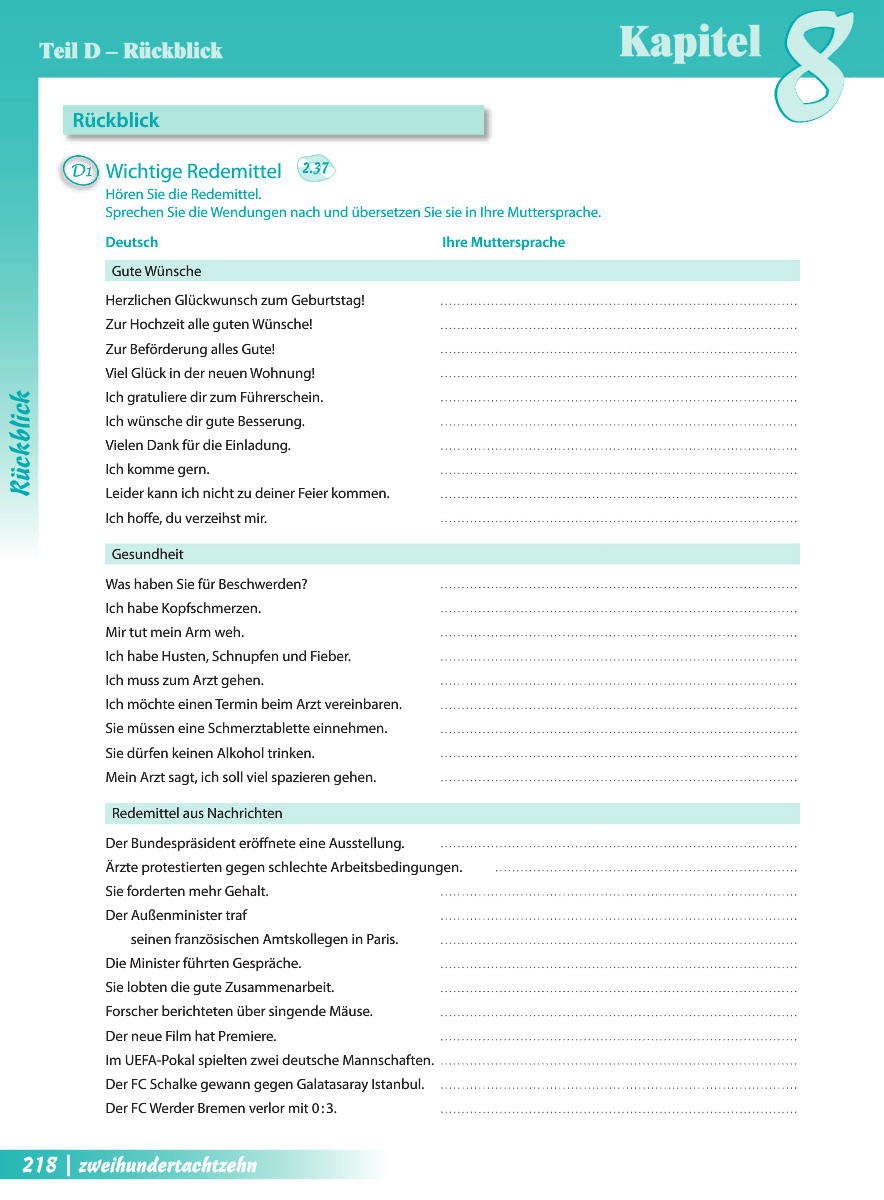 Teil D – Rückblick
Kapitel 8
Rückblick
D1 Wichtige Redemittel 2.37
Hören Sie die Redemittel.
Sprechen Sie die Wendungen nach und übersetzen Sie sie in Ihre Muttersprache.
Deutsch Ihre Muttersprache
Gute Wünsche
Herzlichen Glückwunsch zum Geburtstag!
Zur Hochzeit alle guten Wünsche!
Zur Beförderung alles Gute!
Viel Glück in der neuen Wohnung!
Ich gratuliere dir zum Führerschein.
Ich wünsche dir gute Besserung.
Vielen Dank für die Einladung.
Ich komme gern.
Leider kann ich nicht zu deiner Feier kommen.
Ich hoffe, du verzeihst mir.
Rückblick
Gesundheit
Was haben Sie für Beschwerden?
Ich habe Kopfschmerzen.
Mir tut mein Arm weh.
Ich habe Husten, Schnupfen und Fieber.
Ich muss zum Arzt gehen.
Ich möchte einen Termin beim Arzt vereinbaren.
Sie müssen eine Schmerztablette einnehmen.
Sie dürfen keinen Alkohol trinken.
Mein Arzt sagt, ich soll viel spazieren gehen.
Redemittel aus Nachrichten
Der Bundespräsident eröffnete eine Ausstellung.
Ärzte protestierten gegen schlechte Arbeitsbedingungen.
Sie forderten mehr Gehalt.
Der Außenminister traf
seinen französischen Amtskollegen in Paris.
Die Minister führten Gespräche.
Sie lobten die gute Zusammenarbeit.
Forscher berichteten über singende Mäuse.
Der neue Film hat Premiere.
Im UEFA-Pokal spielten zwei deutsche Mannschaften.
Der FC Schalke gewann gegen Galatasaray Istanbul.
Der FC Werder Bremen verlor mit 0:3.
218 | zweihundertachtzehn